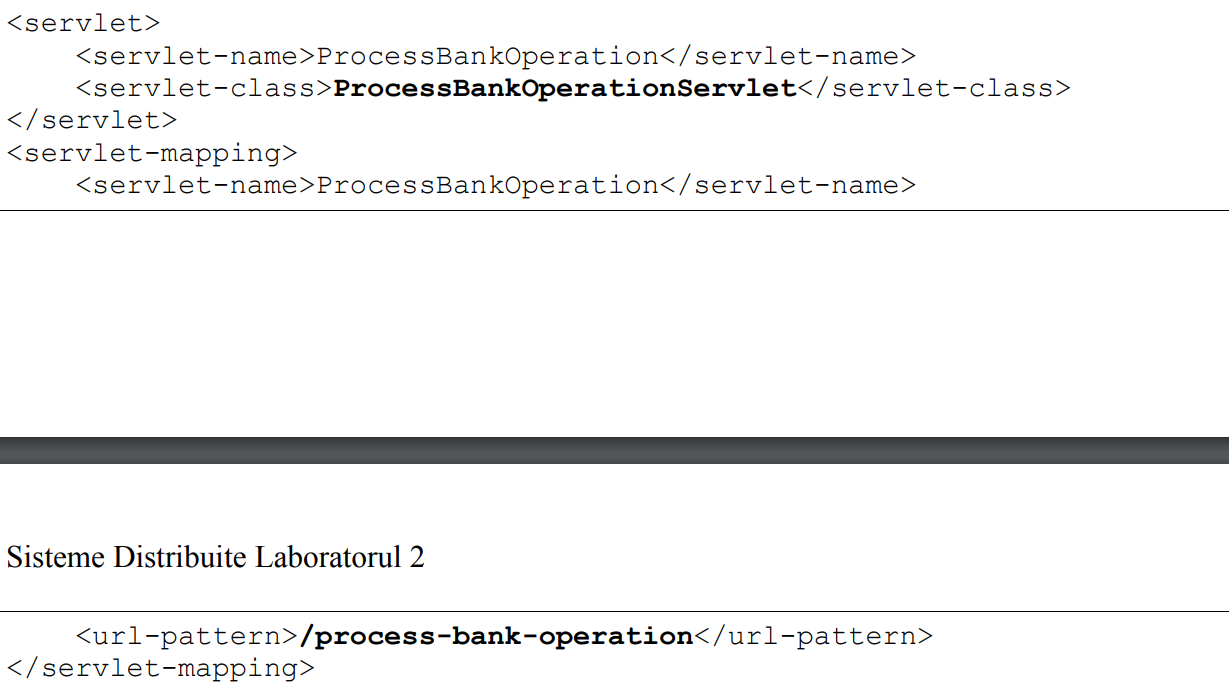 <servlet>
    <servlet-name>ProcessBankOperation</servlet-name>
    <servlet-class>ProcessBankOperationServlet</servlet-class>
</servlet>
<servlet-mapping>
    <servlet-name>ProcessBankOperation</servlet-name>
Sisteme Distribuite Laboratorul 2
    <url-pattern>/process-bank-operation</url-pattern>
</servlet-mapping>